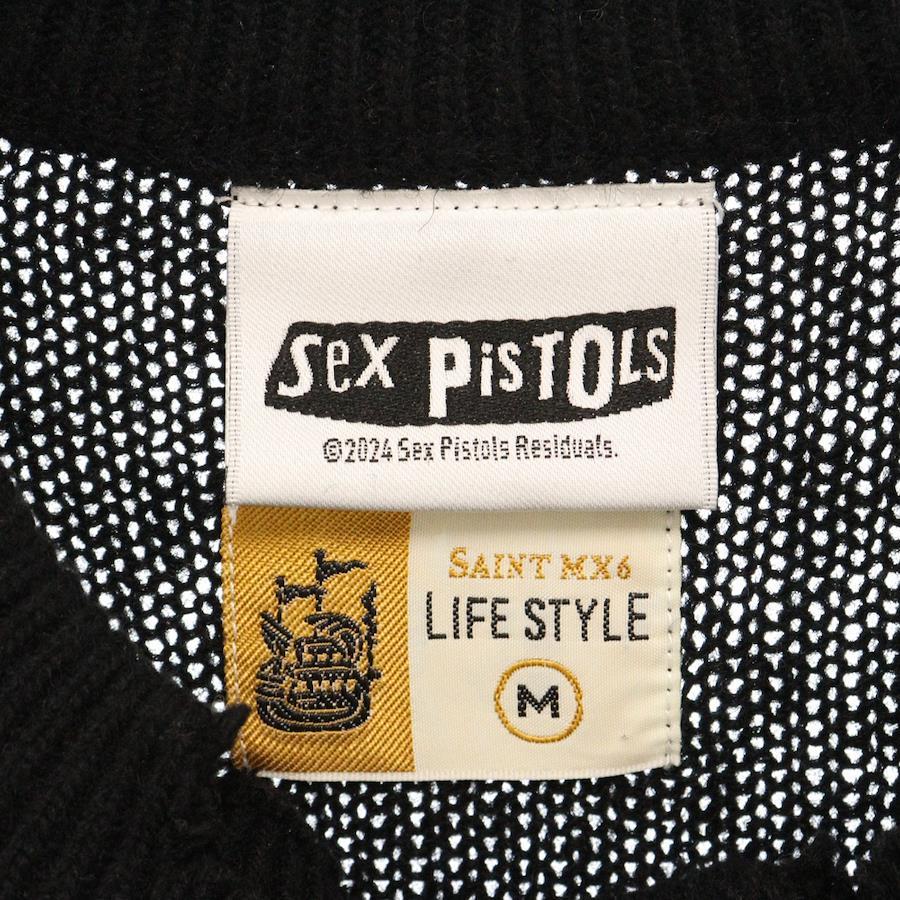 SeX PiSTOLS
©2024 Sex Pistols Residuals.
SAINT MX6
LIFE STYLE
M